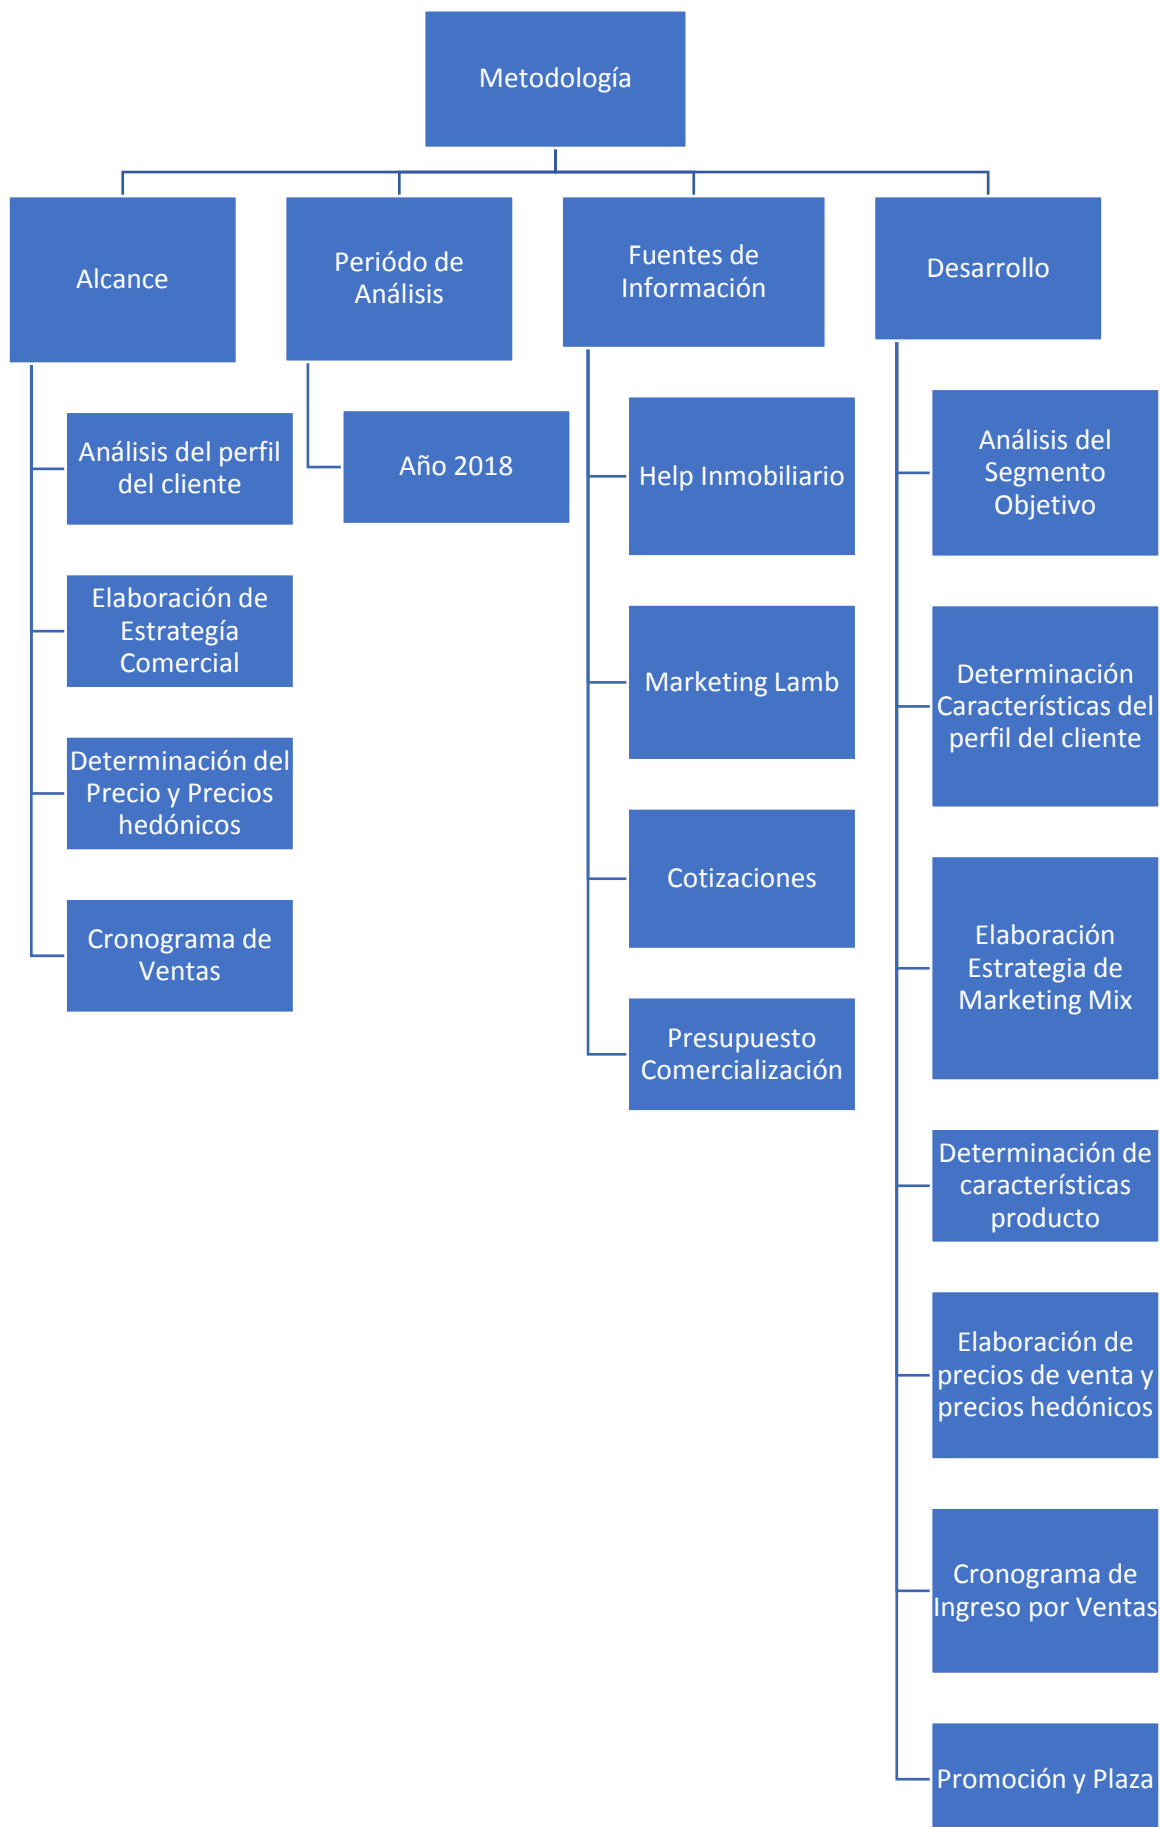 Metodología
Alcance
Análisis del perfil
del cliente
Elaboración de
Estrategía
Comercial
Determinación del
Precio y Precios
hedónicos
Cronograma de
Ventas
Periódo de
Análisis
Año 2018
Fuentes de
Información
Help Inmobiliario
Marketing Lamb
Cotizaciones
Presupuesto
Comercialización
Desarrollo
Análisis del
Segmento
Objetivo
Determinación
Características del
perfil del cliente
Elaboración
Estrategia de
Marketing Mix
Determinación de
características
producto
Elaboración de
precios de venta y
precios hedónicos
Cronograma de
Ingreso por Ventas
Promoción y Plaza